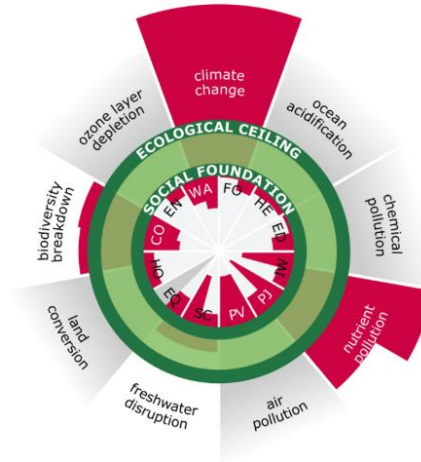 climate
change
ocean
acidification
chemical
pollution
nutrient
pollution
air
pollution
freshwater
disruption
land
conversion
biodiversity
breakdown
ozone layer
depletion
ECOLOGICAL CEILING
SOCIAL FOUNDATION
WA
FO
HE
ED
IW
PJ
PV
SC
EQ
HO
CO
EN